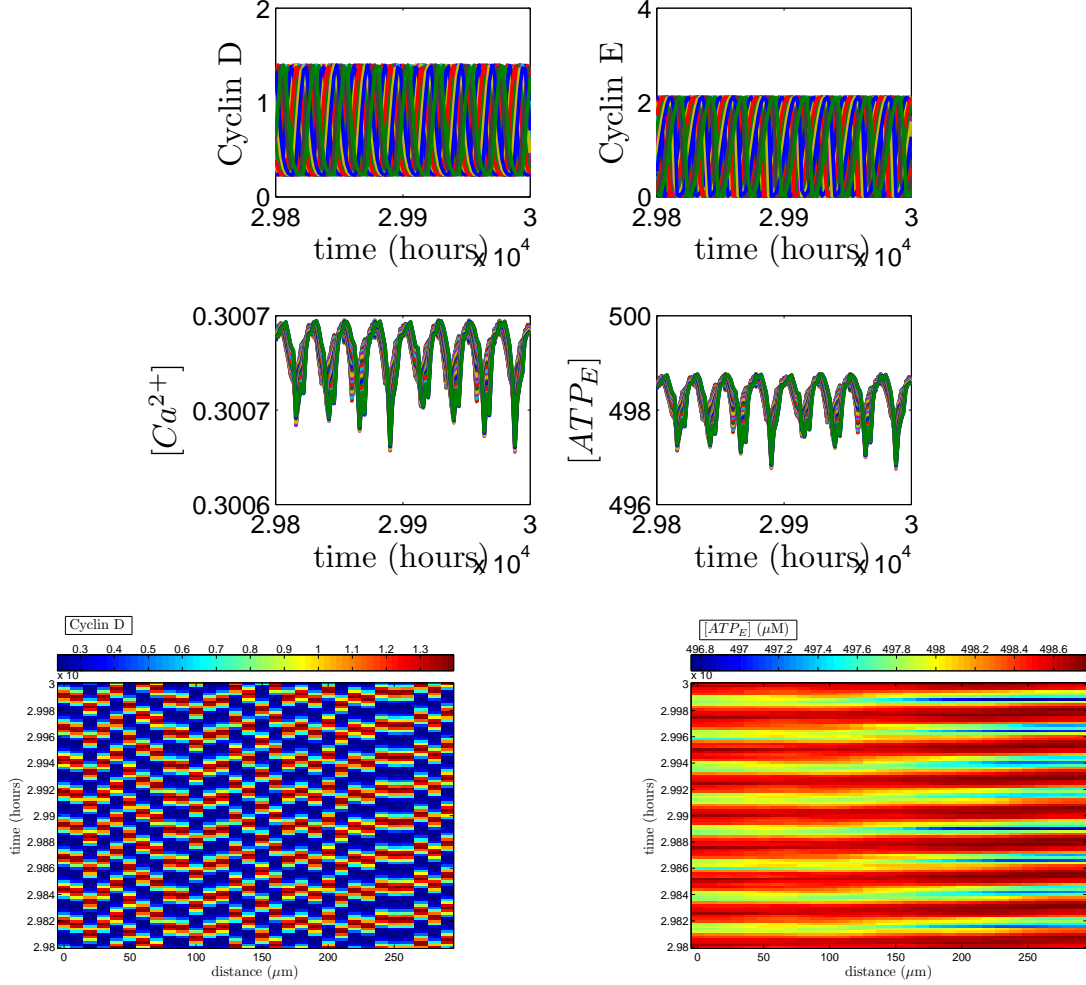 2
1
0
Cyclin D
2.98
2.99
3
time (hours)
x 10^4
4
2
0
Cyclin E
2.98
2.99
3
time (hours)
x 10^4
0.3007
0.3007
0.3006
[Ca^{2+}]
2.98
2.99
3
time (hours)
x 10^4
500
498
496
[ATP_E]
2.98
2.99
3
time (hours)
x 10^4
Cyclin D
0.3 0.4 0.5 0.6 0.7 0.8 0.9 1 1.1 1.2 1.3
x 10
3
2.998
2.996
2.994
2.992
2.99
2.988
2.986
2.984
2.982
2.98
time (hours)
0 50 100 150 200 250
distance (μm)
[ATP_E] (μM)
496.8 497 497.2 497.4 497.6 497.8 498 498.2 498.4 498.6
x 10
3
2.998
2.996
2.994
2.992
2.99
2.988
2.986
2.984
2.982
2.98
time (hours)
0 50 100 150 200 250
distance (μm)